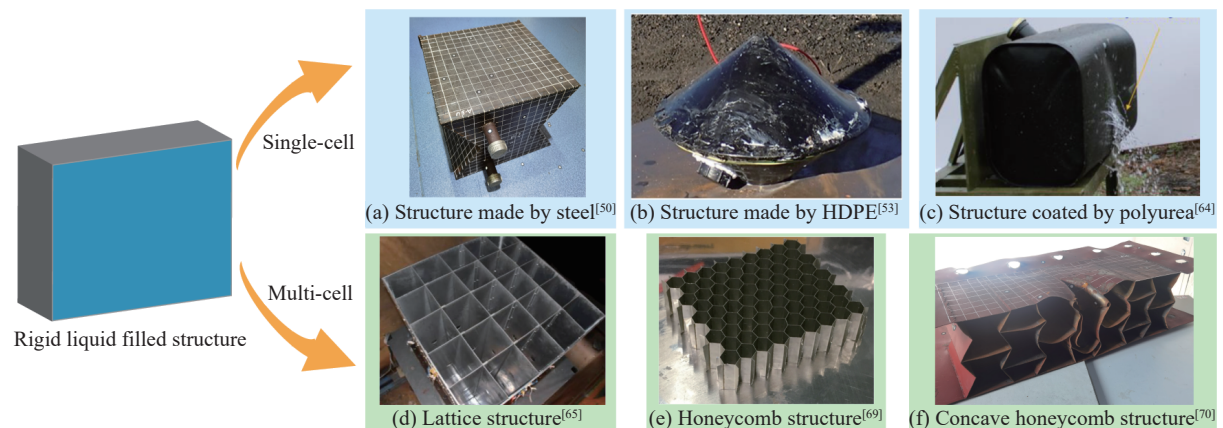 Single-cell
Multi-cell
Rigid liquid filled structure
(a) Structure made by steel[50]
(b) Structure made by HDPE[53]
(c) Structure coated by polyurea[64]
(d) Lattice structure[65]
(e) Honeycomb structure[69]
(f) Concave honeycomb structure[70]